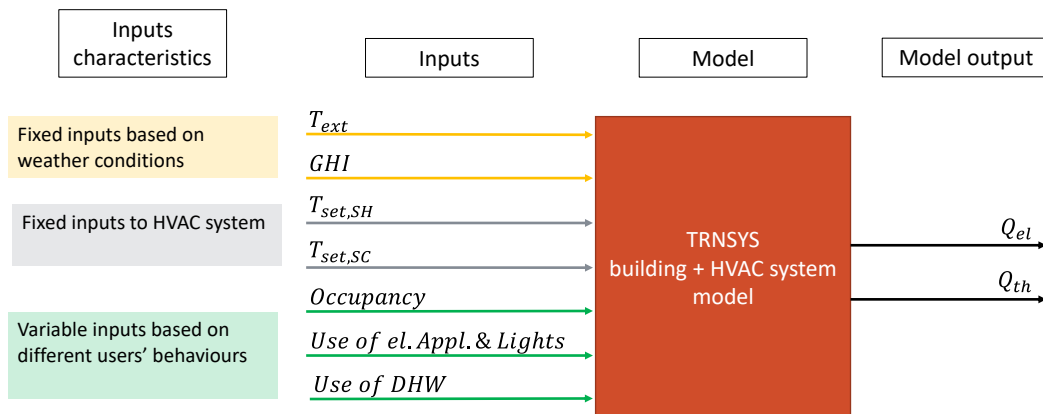 Inputs
characteristics
Inputs
Model
Model output
Fixed inputs based on
weather conditions
Fixed inputs to HVAC system
Variable inputs based on
different users' behaviours
T_ext
GHI
T_set,SH
T_set,SC
Occupancy
Use of el. Appl. & Lights
Use of DHW
TRNSYS
building + HVAC system
model
Q_el
Q_th